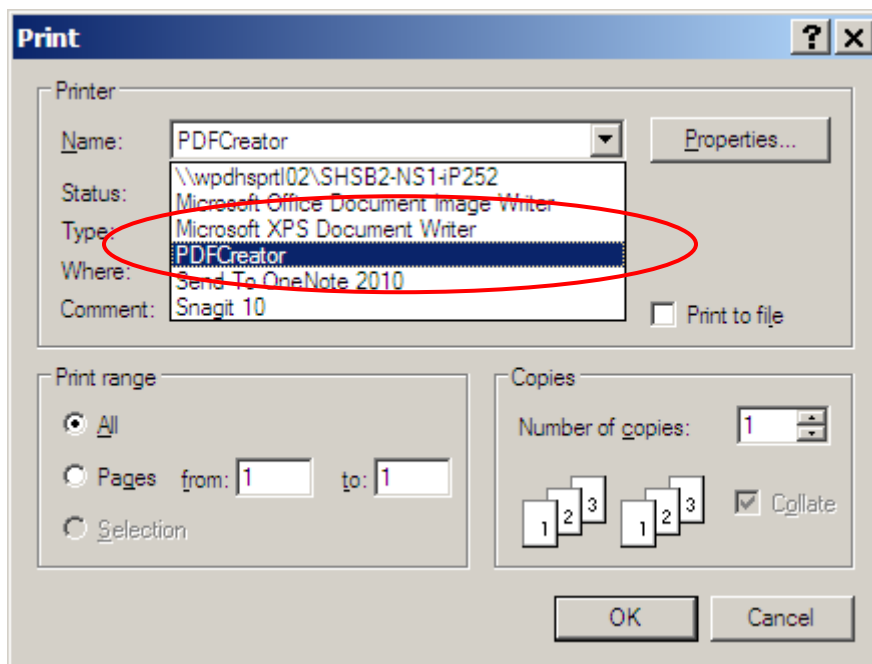 Print
Printer
Name: PDFCreator Properties...
\\wpdhsprtl02\SHSB2-NS1-iP252
Status:
Microsoft Office Document Image Writer
Type: Microsoft XPS Document Writer
PDFCreator
Where: Send To OneNote 2010
Comment: Snagit 10 Print to file
Print range
All
Pages from: 1 to: 1
Selection
Copies
Number of copies: 1
1 2 3 1 2 3 Collate
OK Cancel